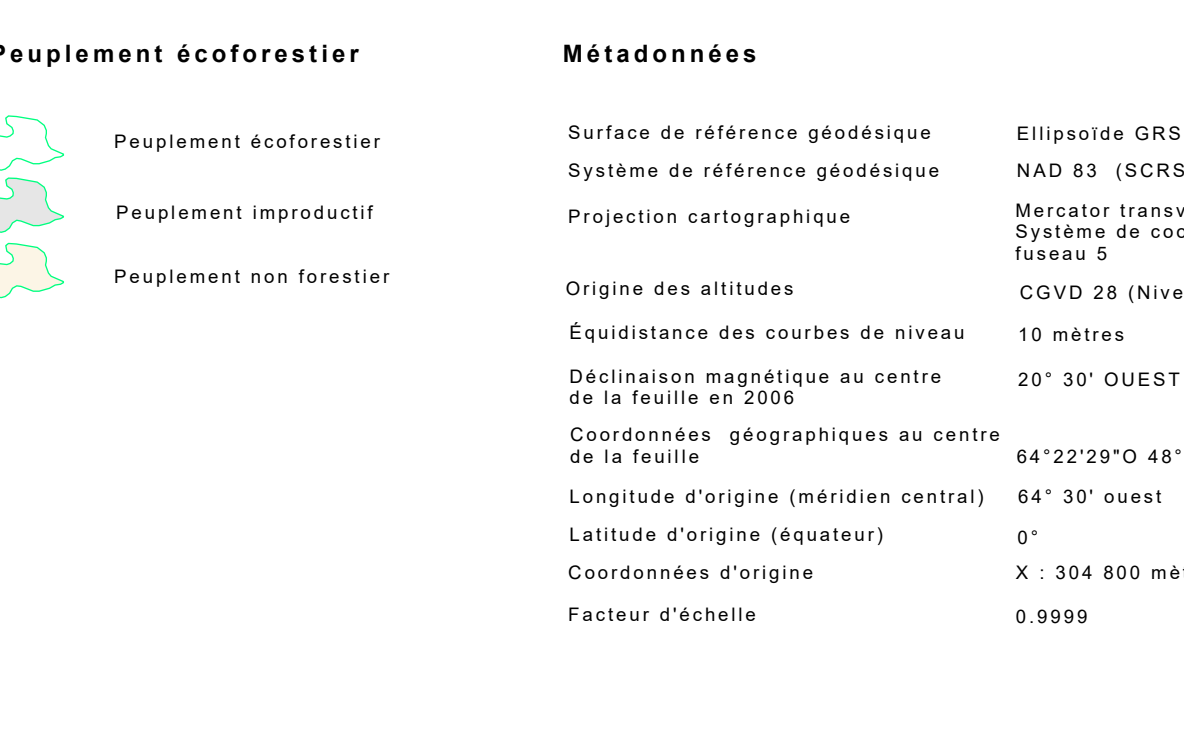 Peuplement écoforestier
Peuplement écoforestier
Peuplement improductif
Peuplement non forestier
Métadonnées
Surface de référence géodésique Ellipsoïde GRS
Système de référence géodésique NAD 83 (SCRS
Projection cartographique Mercator
Système de
fuseau 5
Origine des altitudes CGVD 28
Équidistance des courbes de niveau 10 mètres
Déclinaison magnétique au centre
de la feuille en 2006 20° 30' OUEST
Coordonnées géographiques au centre
de la feuille 64°22'29"O 48°
Longitude d'origine (méridien central) 64° 30' ouest
Latitude d'origine (équateur) 0°
Coordonnées d'origine X : 304 800
Facteur d'échelle 0.9999